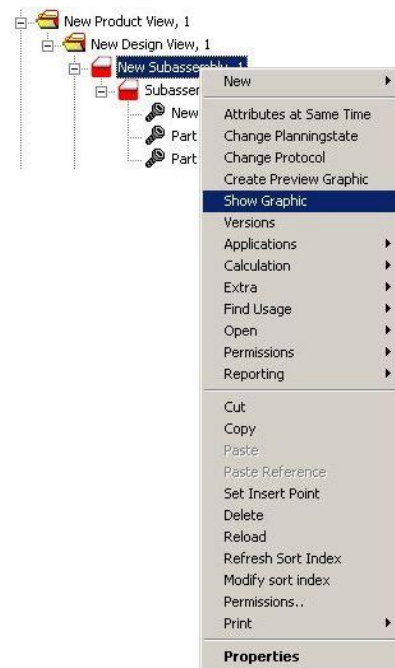 New Product View, 1
New Design View, 1
New Subassembly, 1
Subasser
New
Part
Part
New
Attributes at Same Time
Change Planningstate
Change Protocol
Create Preview Graphic
Show Graphic
Versions
Applications
Calculation
Extra
Find Usage
Open
Permissions
Reporting
Cut
Copy
Paste
Paste Reference
Set Insert Point
Delete
Reload
Refresh Sort Index
Modify sort index
Permissions..
Print
Properties